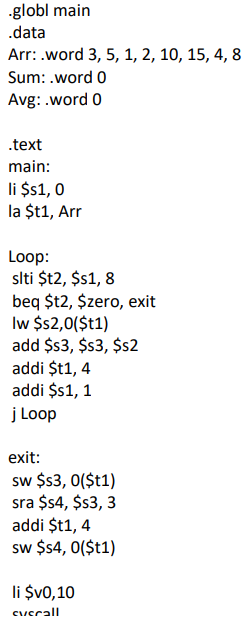 .globl main
.data
Arr: .word 3, 5, 1, 2, 10, 15, 4, 8
Sum: .word 0
Avg: .word 0
.text
main:
li $s1, 0
la $t1, Arr
Loop:
slti $t2, $s1, 8
beq $t2, $zero, exit
lw $s2,0($t1)
add $s3, $s3, $s2
addi $t1, 4
addi $s1, 1
j Loop
exit:
sw $s3, 0($t1)
sra $s4, $s3, 3
addi $t1, 4
sw $s4, 0($t1)
li $v0,10
syscall